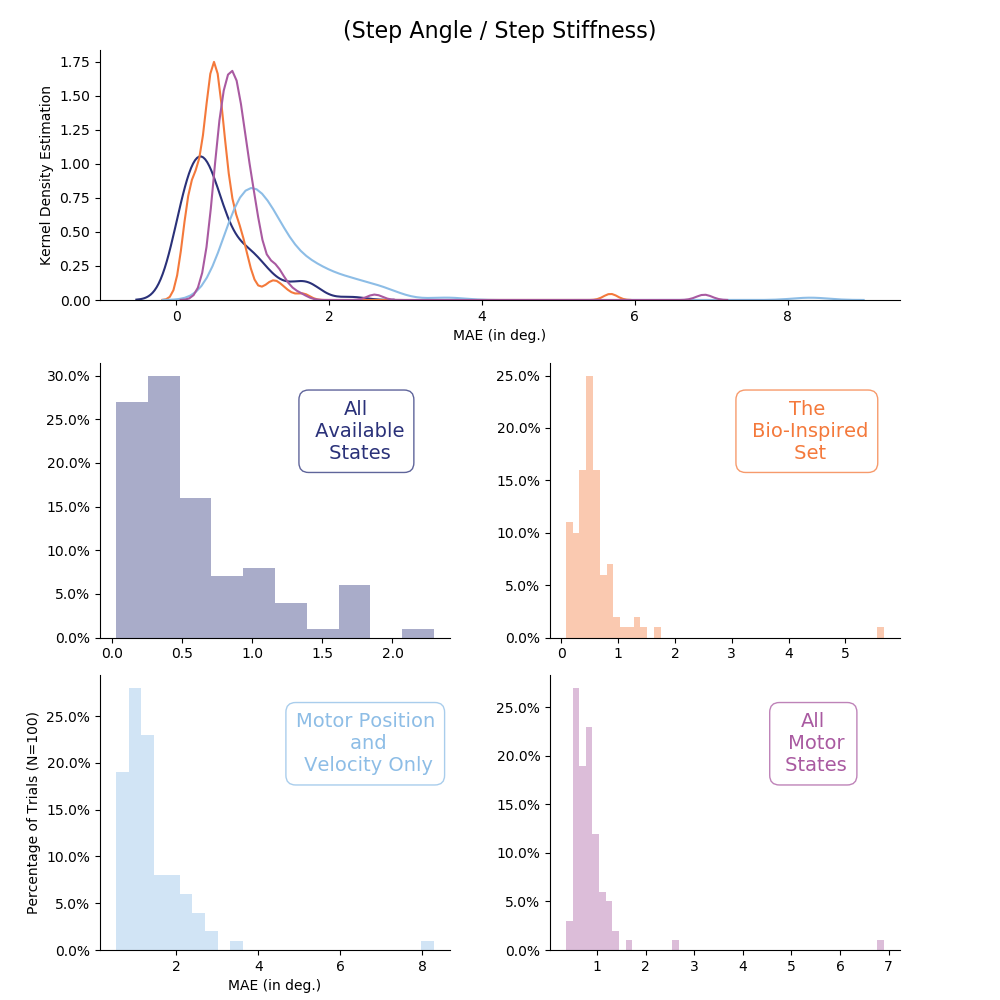 (Step Angle / Step Stiffness)
Kernel Density Estimation
1.75
1.50
1.25
1.00
0.75
0.50
0.25
0.00
0 2 4 6 8
MAE (in deg.)
30.0%
25.0%
20.0%
15.0%
10.0%
5.0%
0.0%
0.0 0.5 1.0 1.5 2.0
All
Available
States
25.0%
20.0%
15.0%
10.0%
5.0%
0.0%
0 1 2 3 4 5
The
Bio-Inspired
Set
Percentage of Trials (N=100)
25.0%
20.0%
15.0%
10.0%
5.0%
0.0%
2 4 6 8
MAE (in deg.)
Motor Position
and
Velocity Only
25.0%
20.0%
15.0%
10.0%
5.0%
0.0%
1 2 3 4 5 6 7
All
Motor
States